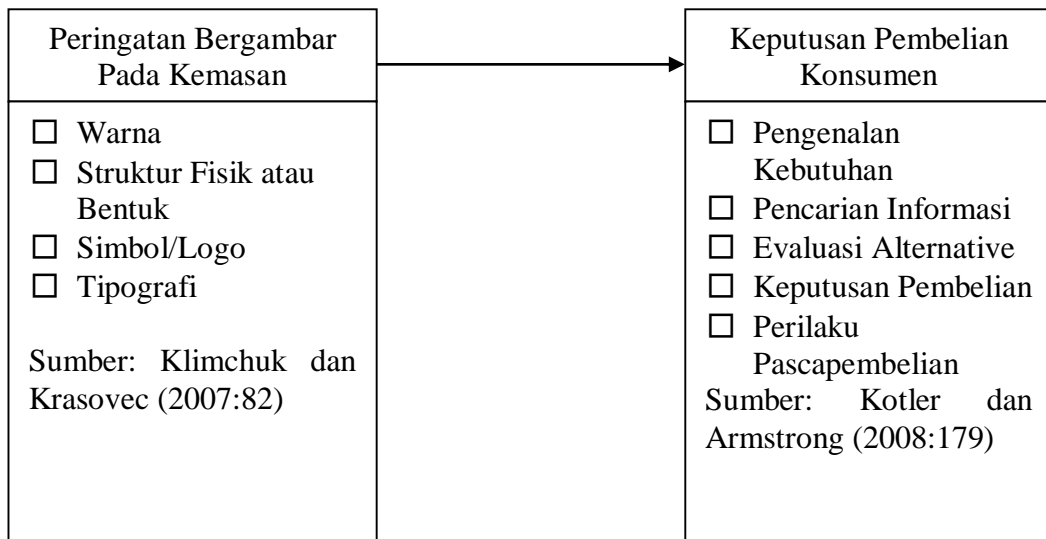 Peringatan Bergambar
Pada Kemasan
☐ Warna
☐ Struktur Fisik atau
Bentuk
☐ Simbol/Logo
☐ Tipografi
Sumber: Klimchuk dan
Krasovec (2007:82)
Keputusan Pembelian
Konsumen
☐ Pengenalan
Kebutuhan
☐ Pencarian Informasi
☐ Evaluasi Alternative
☐ Keputusan Pembelian
☐ Perilaku
Pascapembelian
Sumber: Kotler dan
Armstrong (2008:179)